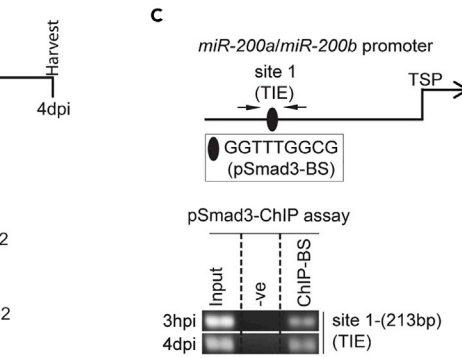 Harvest
4dpi
2
2
C
miR-200a/miR-200b promoter
site 1
(TIE)
TSP
GGTTTGGCG
(pSmad3-BS)
pSmad3-ChIP assay
Input
-ve
ChIP-BS
3hpi
4dpi
site 1-(213bp)
(TIE)